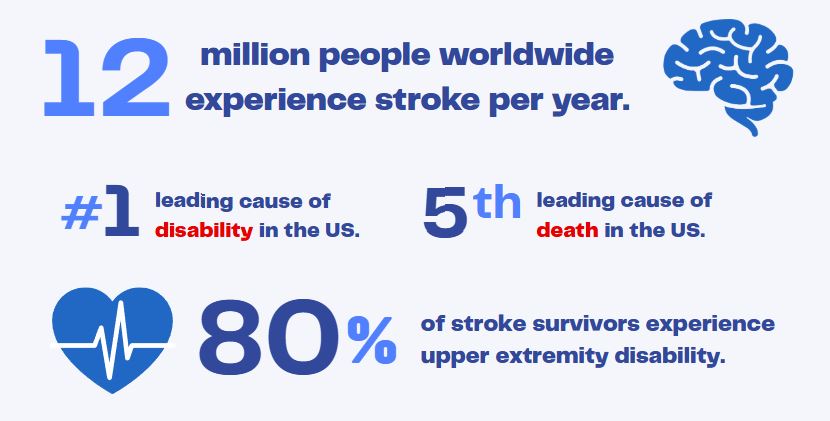 12 million people worldwide
experience stroke per year.
#1 leading cause of
disability in the US.
5th leading cause of
death in the US.
80% of stroke survivors experience
upper extremity disability.